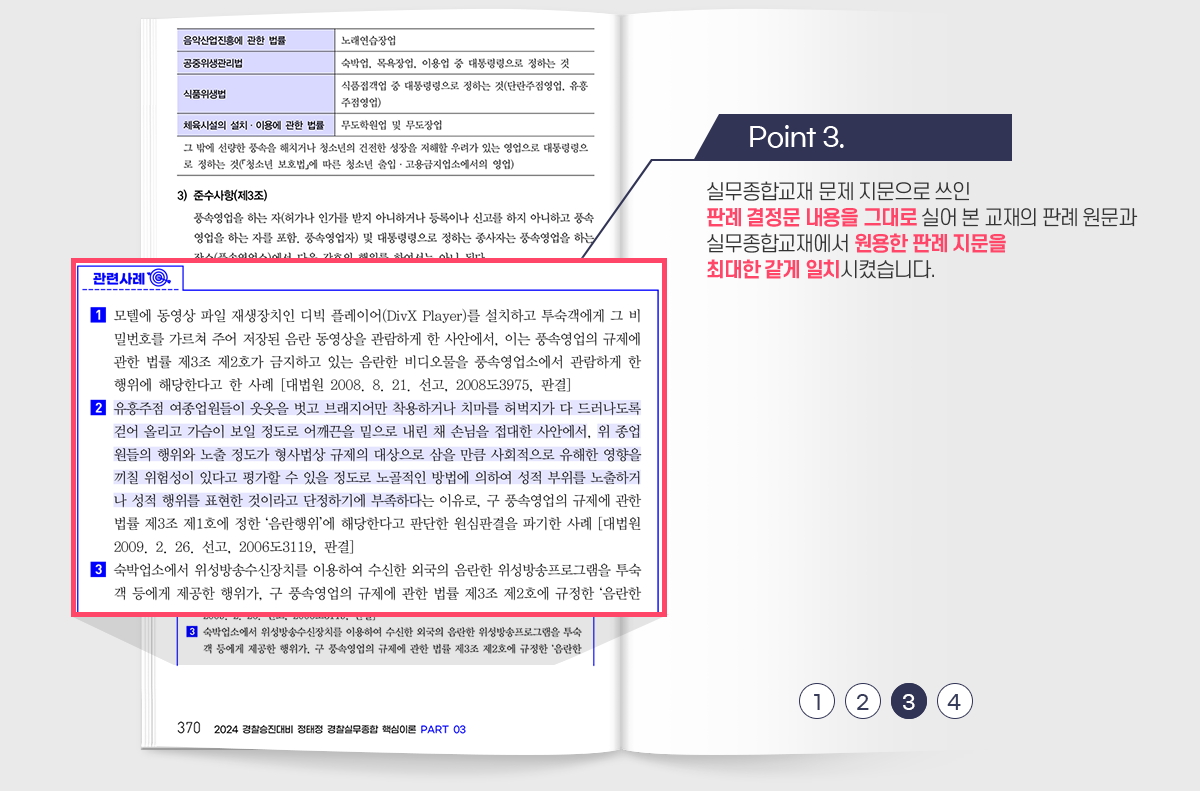 음악산업진흥에 관한 법률 노래연습장업
공중위생관리법 숙박업, 목욕장업, 이용업 중 대통령령으로 정하는 것
식품위생법 식품접객업 중 대통령령으로 정하는 것(단란주점영업, 유흥
주점영업)
체육시설의 설치·이용에 관한 법률 무도학원업 및 무도장업
그 밖에 선량한 풍속을 해치거나 청소년의 건전한 성장을 저해할 우려가 있는 영업으로 대통령령으
로 정하는 것(「청소년 보호법」에 따른 청소년 출입·고용금지업소에서의 영업)
3) 준수사항(제3조)
풍속영업을 하는 자(허가나 인가를 받지 아니하거나 등록이나 신고를 하지 아니하고 풍속
영업을 하는 자를 포함, 풍속영업자) 및 대통령령으로 정하는 종사자는 풍속영업을 하는
장소(풍속영업소)에서 다음 각호의 행위를 하여서는 아니 된다
관련사례
1 모텔에 동영상 파일 재생장치인 디빅 플레이어(DivX Player)를 설치하고 투숙객에게 그 비
밀번호를 가르쳐 주어 저장된 음란 동영상을 관람하게 한 사안에서, 이는 풍속영업의 규제에
관한 법률 제3조 제2호가 금지하고 있는 음란한 비디오물을 풍속영업소에서 관람하게 한
행위에 해당한다고 한 사례 [대법원 2008. 8. 21. 선고, 2008도3975, 판결]
2 유흥주점 여종업원들이 웃옷을 벗고 브래지어만 착용하거나 치마를 허벅지가 다 드러나도록
걷어 올리고 가슴이 보일 정도로 어깨끈을 밑으로 내린 채 손님을 접대한 사안에서, 위 종업
원들의 행위와 노출 정도가 형사법상 규제의 대상으로 삼을 만큼 사회적으로 유해한 영향을
끼칠 위험성이 있다고 평가할 수 있을 정도로 노골적인 방법에 의하여 성적 부위를 노출하거
나 성적 행위를 표현한 것이라고 단정하기에 부족하다는 이유로, 구 풍속영업의 규제에 관한
법률 제3조 제1호에 정한 ‘음란행위’에 해당한다고 판단한 원심판결을 파기한 사례 [대법원
2009. 2. 26. 선고, 2006도3119, 판결]
3 숙박업소에서 위성방송수신장치를 이용하여 수신한 외국의 음란한 위성방송프로그램을 투숙
객 등에게 제공한 행위가, 구 풍속영업의 규제에 관한 법률 제3조 제2호에 규정한 ‘음란한
2009. 2. 26. 선고, 2006도3119, 판결]
3 숙박업소에서 위성방송수신장치를 이용하여 수신한 외국의 음란한 위성방송프로그램을 투숙
객 등에게 제공한 행위가, 구 풍속영업의 규제에 관한 법률 제3조 제2호에 규정한 ‘음란한
370 2024 경찰승진대비 정태정 경찰실무종합 핵심이론 PART 03
Point 3.
실무종합교재 문제 지문으로 쓰인
판례 결정문 내용을 그대로 실어 본 교재의 판례 원문과
실무종합교재에서 원용한 판례 지문을
최대한 같게 일치시켰습니다.
1 2 3 4